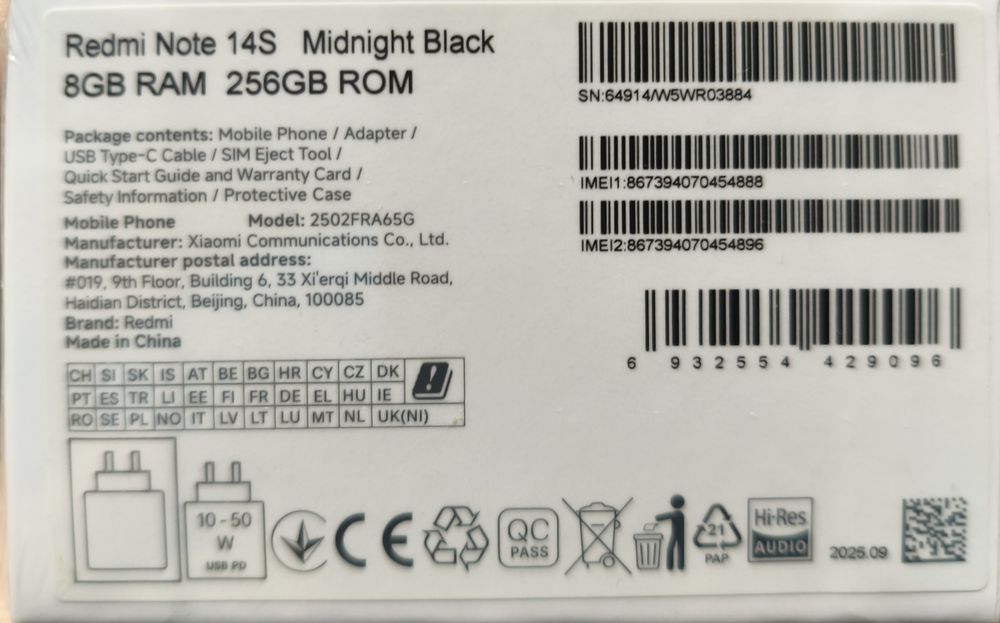 Redmi Note 14S Midnight Black
8GB RAM 256GB ROM
Package contents: Mobile Phone / Adapter /
USB Type-C Cable / SIM Eject Tool /
Quick Start Guide and Warranty Card /
Safety Information / Protective Case
Mobile Phone Model: 2502FRA65G
Manufacturer: Xiaomi Communications Co., Ltd.
Manufacturer postal address:
#019, 9th Floor, Building 6, 33 Xi'erqi Middle Road,
Haidian District, Beijing, China, 100085
Brand: Redmi
Made in China
CH SI SK IS AT BE BG HR CY CZ DK
PT ES TR LI EE FI FR DE EL HU IE
RO SE PL NO IT LV LT LU MT NL UK(NI)
SN:64914/W5WR03884
IMEI1:867394070454888
IMEI2:867394070454896
6 932554 429096
10 - 50
W
USB PD
CE
QC
PASS
21
PAP
Hi-Res
AUDIO
2025.09